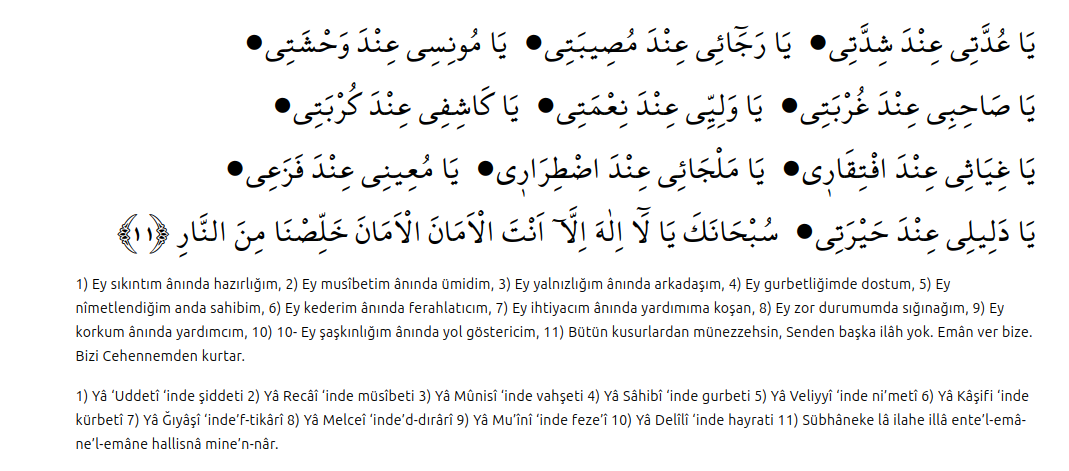 يَا عُدَّتِى عِنْدَ شِدَّتِى● يَا رَجَٓائِى عِنْدَ مُصِيبَتِى● يَا مُونِسِى عِنْدَ وَحْشَتِى●
يَا صَاحِبِى عِنْدَ غُرْبَتِى● يَا وَلِيِّى عِنْدَ نِعْمَتِى● يَا كَاشِفِى عِنْدَ كُرْبَتِى●
يَا غِيَاثِى عِنْدَ افْتِقَارِى● يَا مَلْجَائِى عِنْدَ اضْطِرَارِى● يَا مُعِينِى عِنْدَ فَزَعِى●
يَا دَلِيلِى عِنْدَ حَيْرَتِى● سُبْحَانَكَ يَا لَٓا اِلٰهَ اِلَّٓا اَنْتَ الْاَمَانَ الْاَمَانَ خَلِّصْنَا مِنَ النَّارِ ﴿١١﴾
1) Ey sıkıntım ânında hazırlığım, 2) Ey musîbetim ânında ümidim, 3) Ey yalnızlığım ânında arkadaşım, 4) Ey gurbetliğimde dostum, 5) Ey
nîmetlendiğim anda sahibim, 6) Ey kederim ânında ferahlatıcım, 7) Ey ihtiyacım ânında yardımıma koşan, 8) Ey zor durumumda sığınağım, 9) Ey
korkum ânında yardımcım, 10) 10- Ey şaşkınlığım ânında yol göstericim, 11) Bütün kusurlardan münezzehsin, Senden başka ilâh yok. Emân ver bize.
Bizi Cehennemden kurtar.
1) Yâ ‘Uddetî ‘inde şiddeti 2) Yâ Recâî ‘inde müsîbeti 3) Yâ Mûnisî ‘inde vahşeti 4) Yâ Sâhibî ‘inde gurbeti 5) Yâ Veliyyî ‘inde ni’metî 6) Yâ Kâşifi ‘inde
kürbetî 7) Yâ Ğıyâşî ‘inde’f-tikârî 8) Yâ Melceî ‘inde’d-dırârî 9) Yâ Mu’înî ‘inde feze’î 10) Yâ Delîlî ‘inde hayrati 11) Sübhâneke lâ ilahe illâ ente’l-emâ-
ne’l-emâne hallisnâ mine’n-nâr.